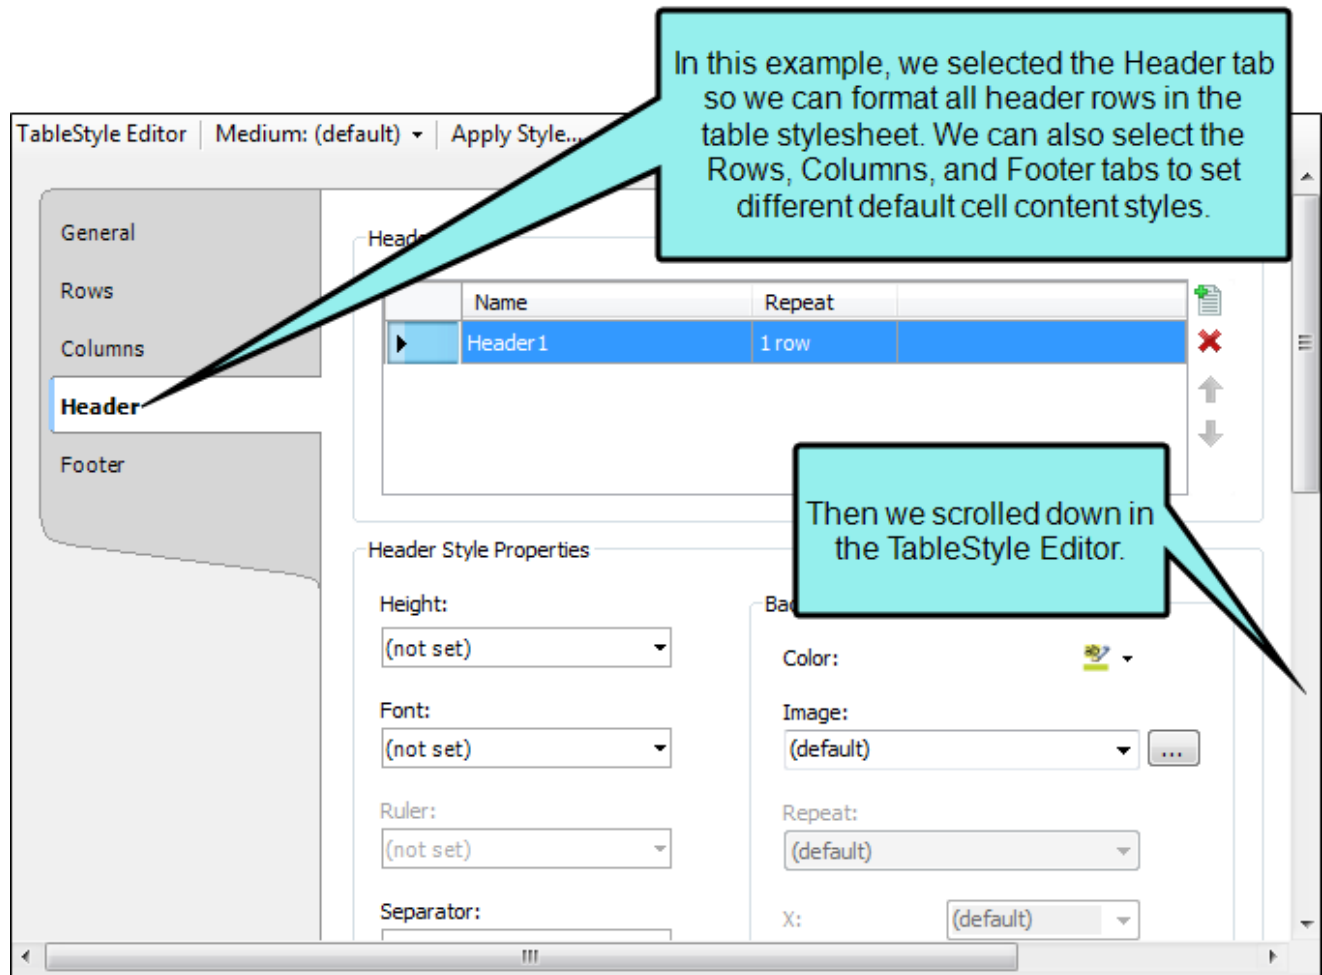 In this example, we selected the Header tab
so we can format all header rows in the
table stylesheet. We can also select the
Rows, Columns, and Footer tabs to set
different default cell content styles.
TableStyle Editor
Medium: (default)
Apply Style...
General
Rows
Columns
Header
Footer
Name
Repeat
Header1
1 row
Then we scrolled down in
the TableStyle Editor.
Header Style Properties
Height:
(not set)
Font:
(not set)
Ruler:
(not set)
Separator:
Color:
Image:
(default)
...
Repeat:
(default)
X:
(default)